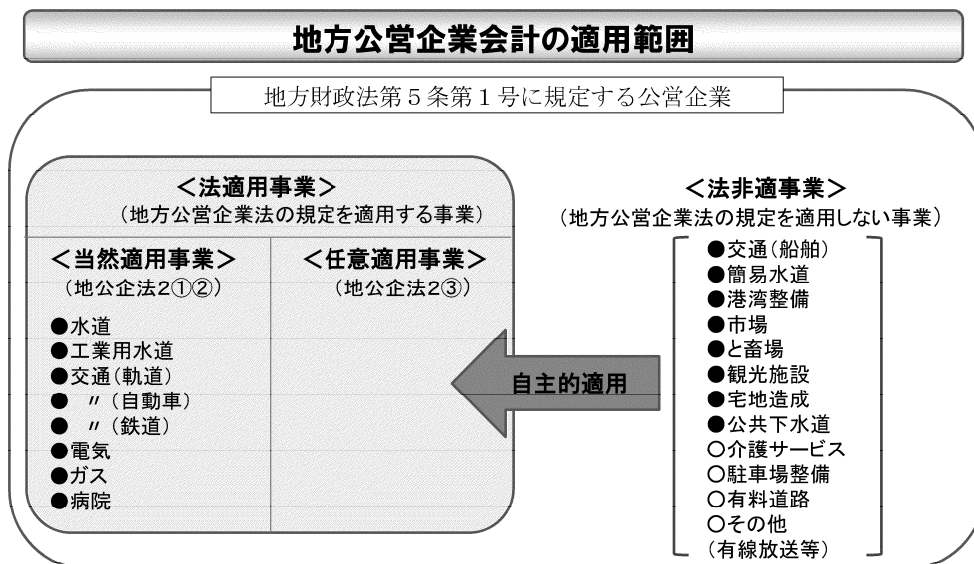 地方公営企業会計の適用範囲
地方財政法第５条第１号に規定する公営企業
＜法適用事業＞
（地方公営企業法の規定を適用する事業）
＜当然適用事業＞
（地公企法2①②）
●水道
●工業用水道
●交通（軌道）
●　〃（自動車）
●　〃（鉄道）
●電気
●ガス
●病院
＜任意適用事業＞
（地公企法2③）
自主的適用
＜法非適事業＞
（地方公営企業法の規定を適用しない事業）
●交通（船舶）
●簡易水道
●港湾整備
●市場
●と畜場
●観光施設
●宅地造成
●公共下水道
○介護サービス
○駐車場整備
○有料道路
○その他
（有線放送等）